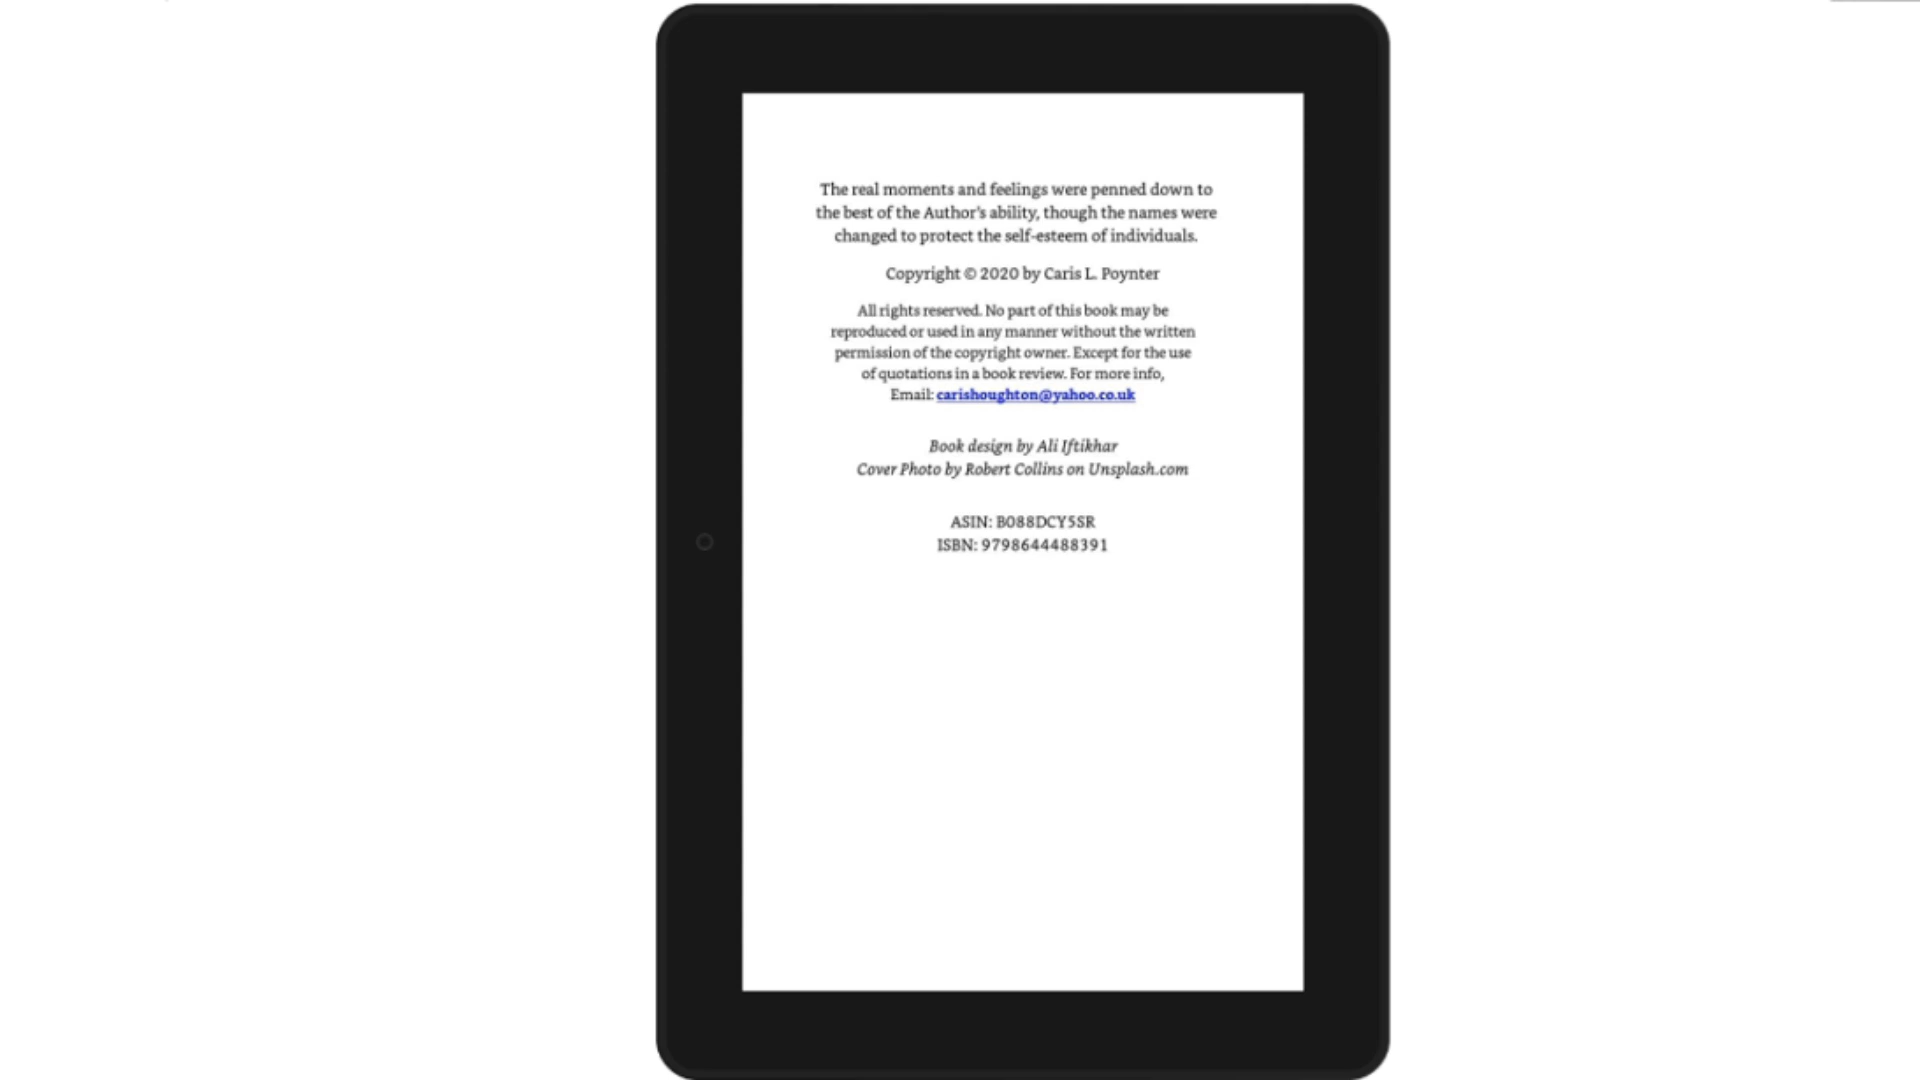 The real moments and feelings were penned down to
the best of the Author's ability, though the names were
changed to protect the self-esteem of individuals.
Copyright © 2020 by Caris L. Poynter
All rights reserved. No part of this book may be
reproduced or used in any manner without the written
permission of the copyright owner. Except for the use
of quotations in a book review. For more info,
Email: carishoughton@yahoo.co.uk
Book design by Ali Iftikhar
Cover Photo by Robert Collins on Unsplash.com
ASIN: B088DCY5SR
ISBN: 9798644488391